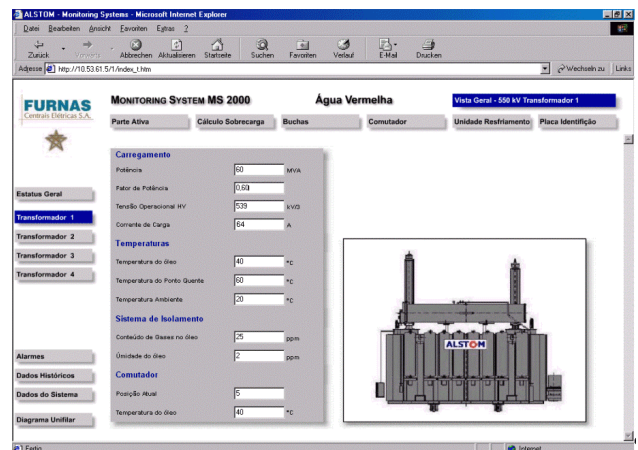 ALSTOM - Monitoring Systems - Microsoft Internet Explorer
Datei Bearbeiten Ansicht Favoriten Extras ?
Zurück Vorwärts Abbrechen Aktualisieren Startseite Suchen Favoriten Verlauf E-Mail Drucken
Adresse http://10.53.61.5/1/index_t.htm Wechseln zu Links
FURNAS
Centrais Elétricas S.A.
MONITORING SYSTEM MS 2000 Água Vermelha Vista Geral - 550 kV Transformador 1
Parte Ativa Cálculo Sobrecarga Buchas Comutador Unidade Resfriamento Placa Identifição
Estatus Geral
Transformador 1
Transformador 2
Transformador 3
Transformador 4
Alarmes
Dados Históricos
Dados do Sistema
Diagrama Unifilar
Carregamento
Potência 60 MVA
Fator de Potência 0,60
Tensão Operacional HV 539 kV/3
Corrente de Carga 64 A
Temperaturas
Temperatura do óleo 40 °C
Temperatura do Ponto Quente 60 °C
Temperatura Ambiente 20 °C
Sistema de Isolamento
Conteúdo de Gases no óleo 25 ppm
Úmidade do óleo 2 ppm
Comutador
Posição Atual 5
Temperatura do óleo 40 °C
ALSTOM
Fertig Internet